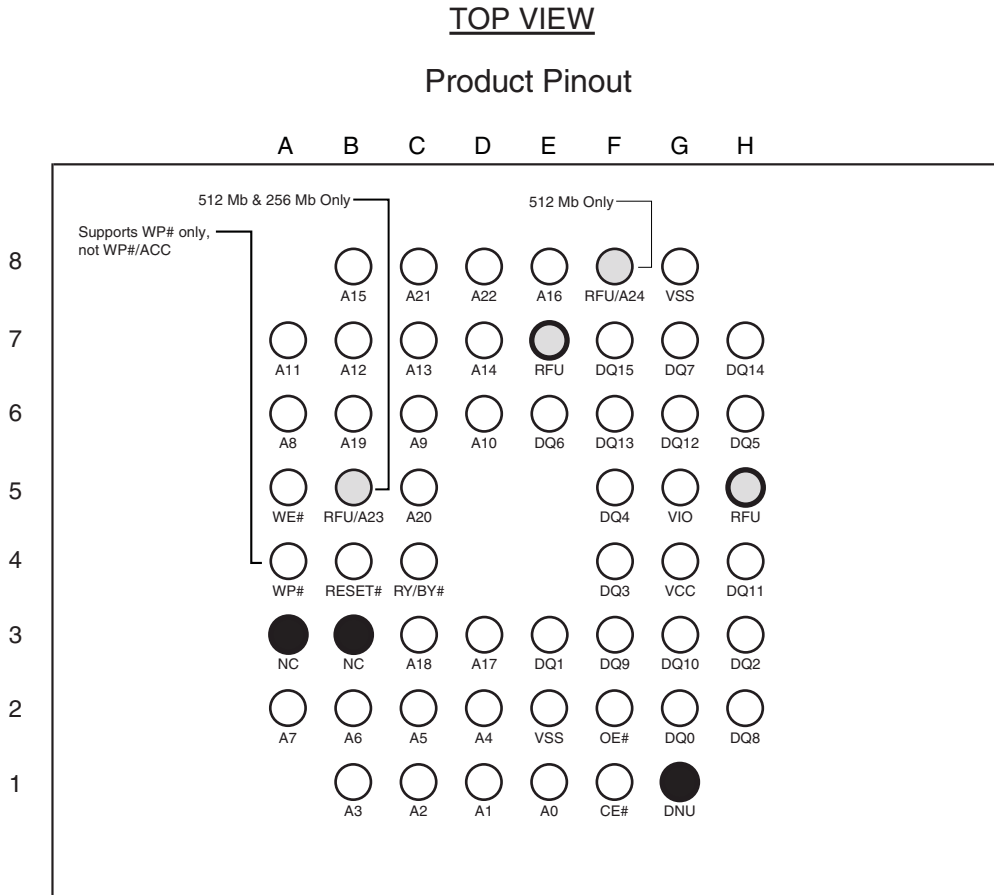 TOP VIEW
Product Pinout
A B C D E F G H
512 Mb & 256 Mb Only
512 Mb Only
Supports WP# only,
not WP#/ACC
8
A15 A21 A22 A16 RFU/A24 VSS
7
A11 A12 A13 A14 RFU DQ15 DQ7 DQ14
6
A8 A19 A9 A10 DQ6 DQ13 DQ12 DQ5
5
WE# RFU/A23 A20 DQ4 VIO RFU
4
WP# RESET# RY/BY# DQ3 VCC DQ11
3
NC NC A18 A17 DQ1 DQ9 DQ10 DQ2
2
A7 A6 A5 A4 VSS OE# DQ0 DQ8
1
A3 A2 A1 A0 CE# DNU